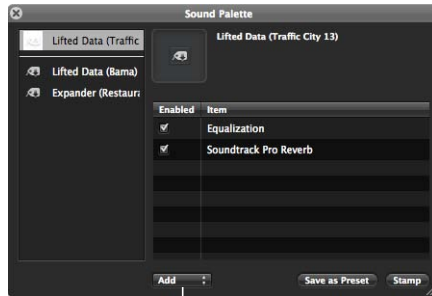 Sound Palette
Lifted Data (Traffic
Lifted Data (Bama)
Expander (Restaura
Lifted Data (Traffic City 13)
Enabled Item
Equalization
Soundtrack Pro Reverb
Add
Save as Preset
Stamp